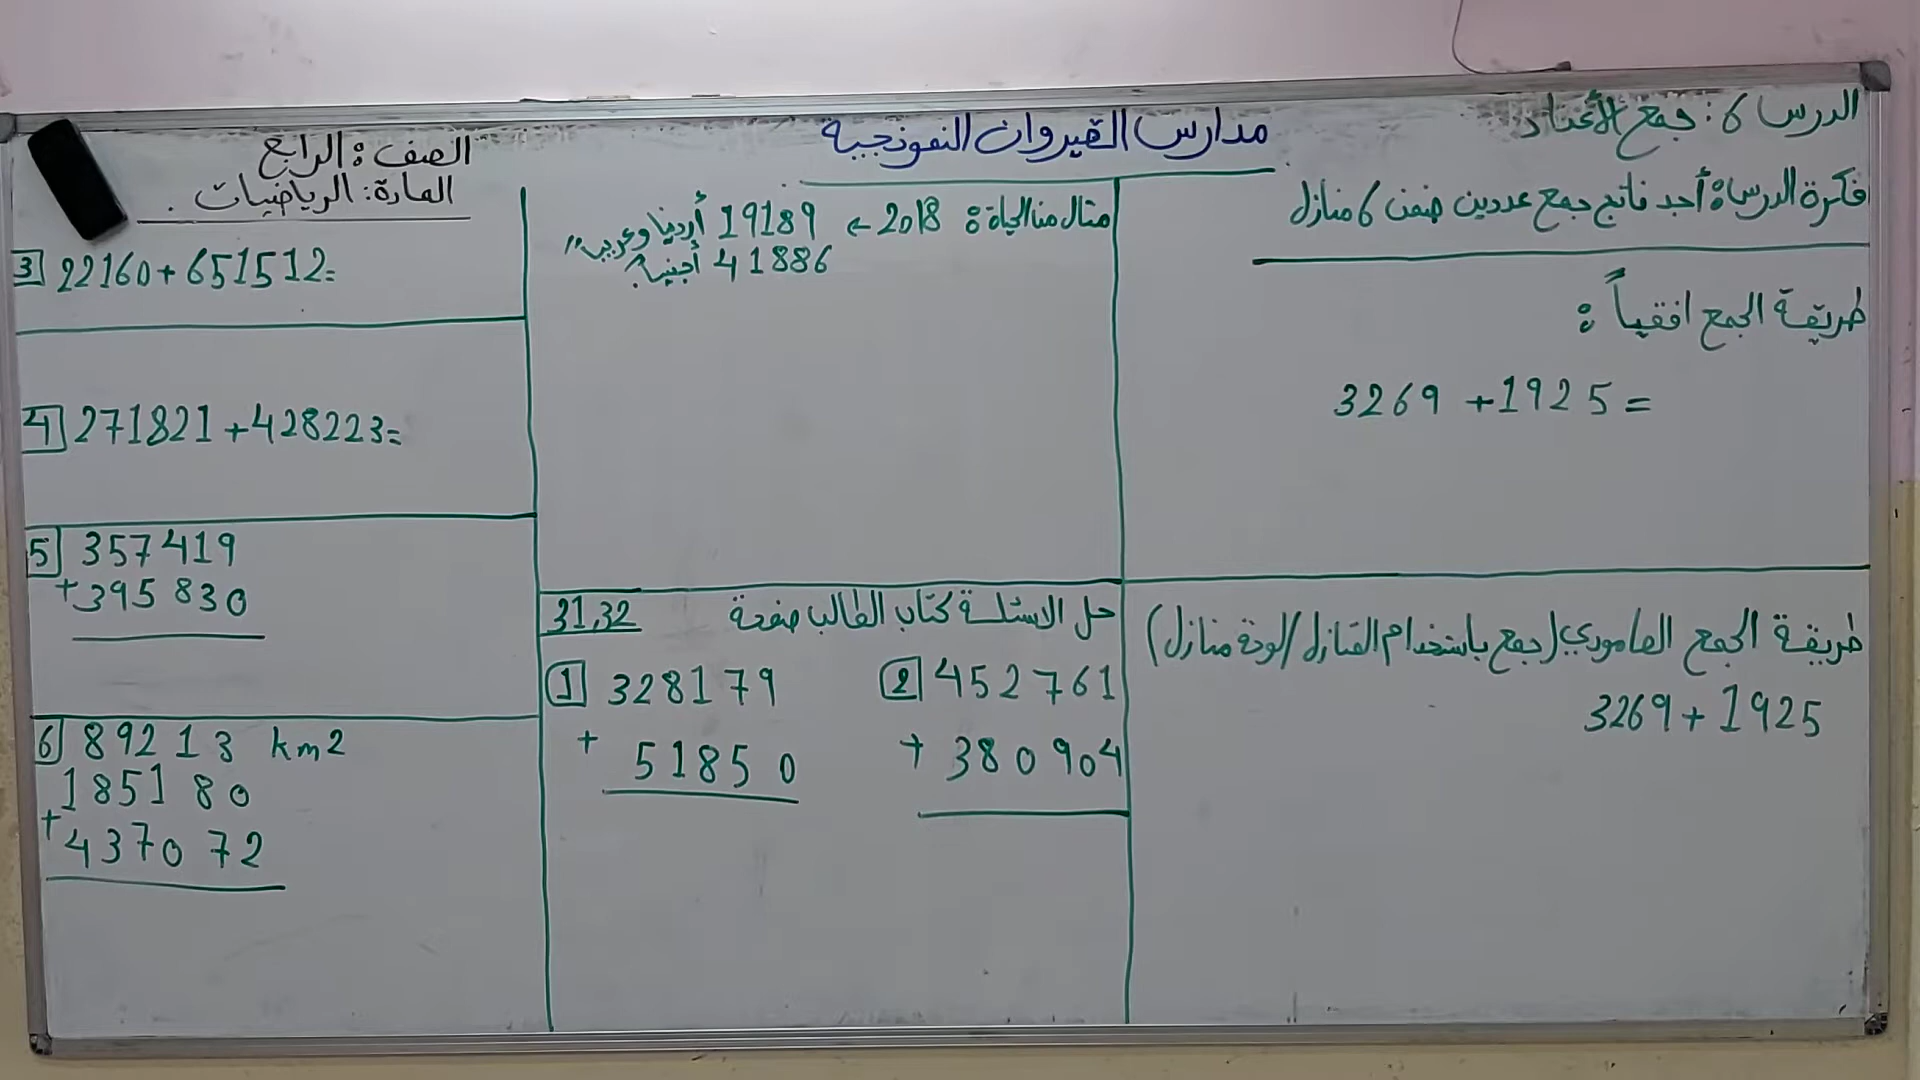 مدارس القيروان النموذجية
الدرس 6: جمع الأعداد
فكرة الدرس: أجد ناتج جمع عددين ضمن 6 منازل
طريقة الجمع افقياً:
3269 + 1925 =
طريقة الجمع العامودي (جمع باستخدام المنازل / لوحة منازل)
3269 + 1925
مثال من الحياة: 2018 ← 19189 أردنيا وعربيا
41886 أجنبيا.
حل الاسئلة كتاب الطالب صفحة 31,32
1 328179
+ 51850
2 452761
+ 380904
الصف: الرابع
المادة: الرياضيات.
3 22160 + 651512=
4 271821 + 428223=
5 357419
+ 395830
6 89213 km2
185180
+ 437072